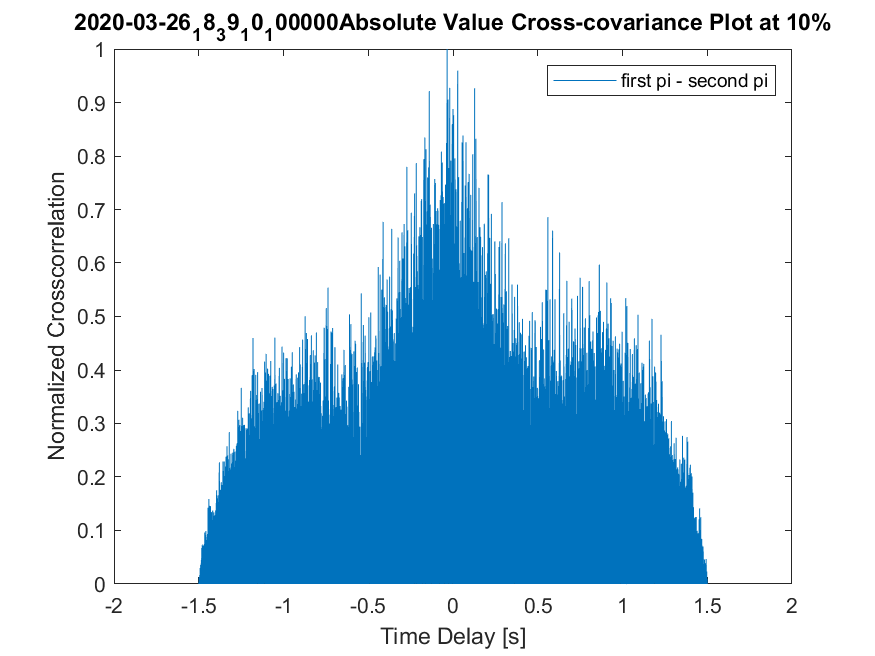 2020-03-26₁8₃9₁0₁00000Absolute Value Cross-covariance Plot at 10%
first pi - second pi
1
0.9
0.8
0.7
0.6
0.5
0.4
0.3
0.2
0.1
0
Normalized Crosscorrelation
-2 -1.5 -1 -0.5 0 0.5 1 1.5 2
Time Delay [s]